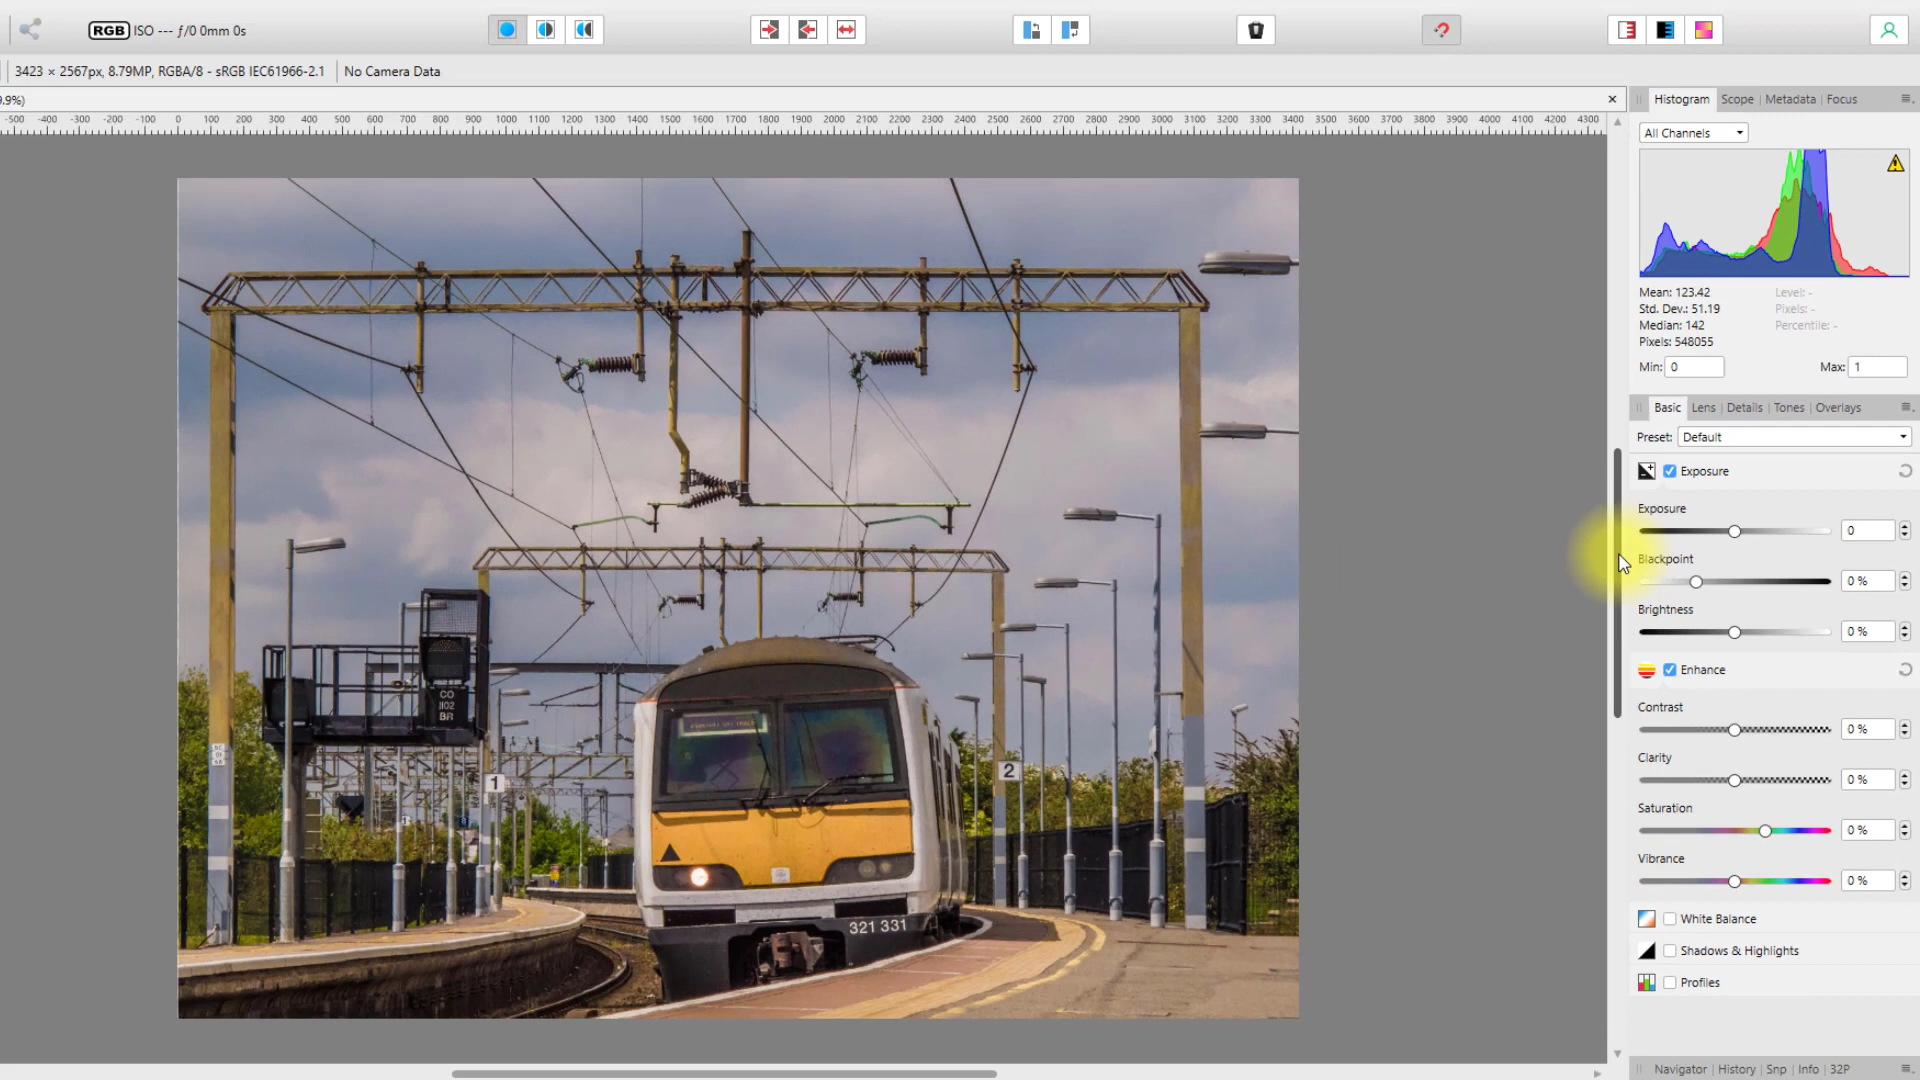 RGB ISO --- ƒ/0 0mm 0s
3423 × 2567px, 8.79MP, RGBA/8 - sRGB IEC61966-2.1 No Camera Data
9.9%)
-500 -400 -300 -200 -100 0 100 200 300 400 500 600 700 800 900 1000 1100 1200 1300 1400 1500 1600 1700 1800 1900 2000 2100 2200 2300 2400 2500 2600 2700 2800 2900 3000 3100 3200 3300 3400 3500 3600 3700 3800 3900 4000 4100 4200 4300
Histogram Scope Metadata Focus
All Channels
Mean: 123.42 Level: -
Std. Dev.: 51.19 Pixels: -
Median: 142 Percentile: -
Pixels: 548055
Min: 0 Max: 1
Basic Lens Details Tones Overlays
Preset: Default
Exposure
Exposure
0
Blackpoint
0 %
Brightness
0 %
Enhance
Contrast
0 %
Clarity
0 %
Saturation
0 %
Vibrance
0 %
White Balance
Shadows & Highlights
Profiles
Navigator History Snp Info 32P
CO
1102
BR
1
2
321 331